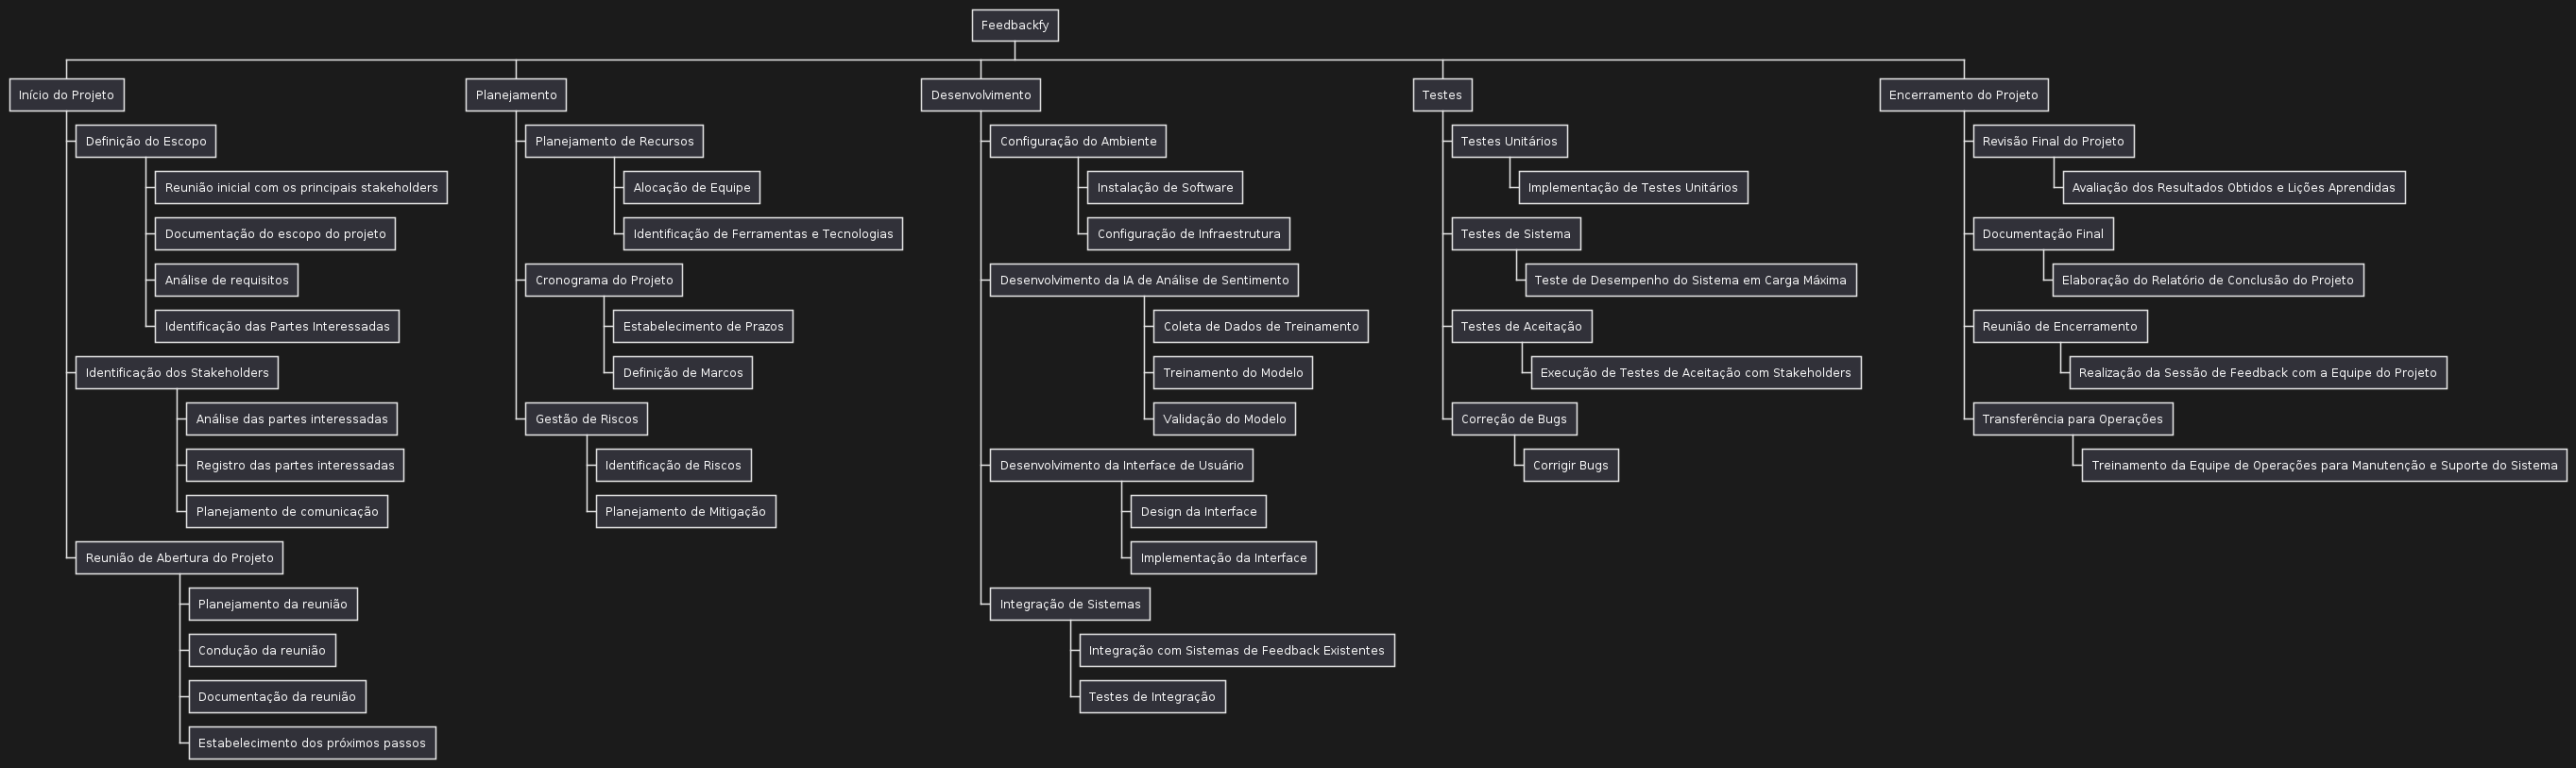 Feedbackfy
Início do Projeto
Definição do Escopo
Reunião inicial com os principais stakeholders
Documentação do escopo do projeto
Análise de requisitos
Identificação das Partes Interessadas
Identificação dos Stakeholders
Análise das partes interessadas
Registro das partes interessadas
Planejamento de comunicação
Reunião de Abertura do Projeto
Planejamento da reunião
Condução da reunião
Documentação da reunião
Estabelecimento dos próximos passos
Planejamento
Planejamento de Recursos
Alocação de Equipe
Identificação de Ferramentas e Tecnologias
Cronograma do Projeto
Estabelecimento de Prazos
Definição de Marcos
Gestão de Riscos
Identificação de Riscos
Planejamento de Mitigação
Desenvolvimento
Configuração do Ambiente
Instalação de Software
Configuração de Infraestrutura
Desenvolvimento da IA de Análise de Sentimento
Coleta de Dados de Treinamento
Treinamento do Modelo
Validação do Modelo
Desenvolvimento da Interface de Usuário
Design da Interface
Implementação da Interface
Integração de Sistemas
Integração com Sistemas de Feedback Existentes
Testes de Integração
Testes
Testes Unitários
Implementação de Testes Unitários
Testes de Sistema
Teste de Desempenho do Sistema em Carga Máxima
Testes de Aceitação
Execução de Testes de Aceitação com Stakeholders
Correção de Bugs
Corrigir Bugs
Encerramento do Projeto
Revisão Final do Projeto
Avaliação dos Resultados Obtidos e Lições Aprendidas
Documentação Final
Elaboração do Relatório de Conclusão do Projeto
Reunião de Encerramento
Realização da Sessão de Feedback com a Equipe do Projeto
Transferência para Operações
Treinamento da Equipe de Operações para Manutenção e Suporte do Sistema